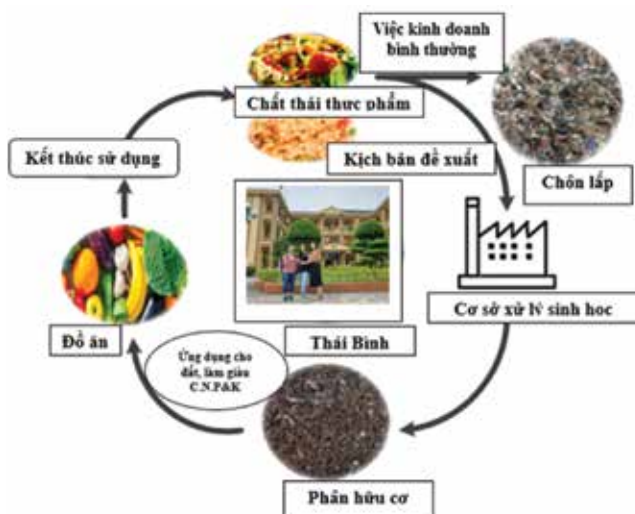 Việc kinh doanh
bình thường
Chất thải thực phẩm
Kết thúc sử dụng
Kịch bản đề xuất
Chôn lấp
Cơ sở xử lý sinh hoc
Đồ ăn
Thái Bình
Ứng dụng cho
đất, làm giàu
C.N.P&K
Phân hữu cơ